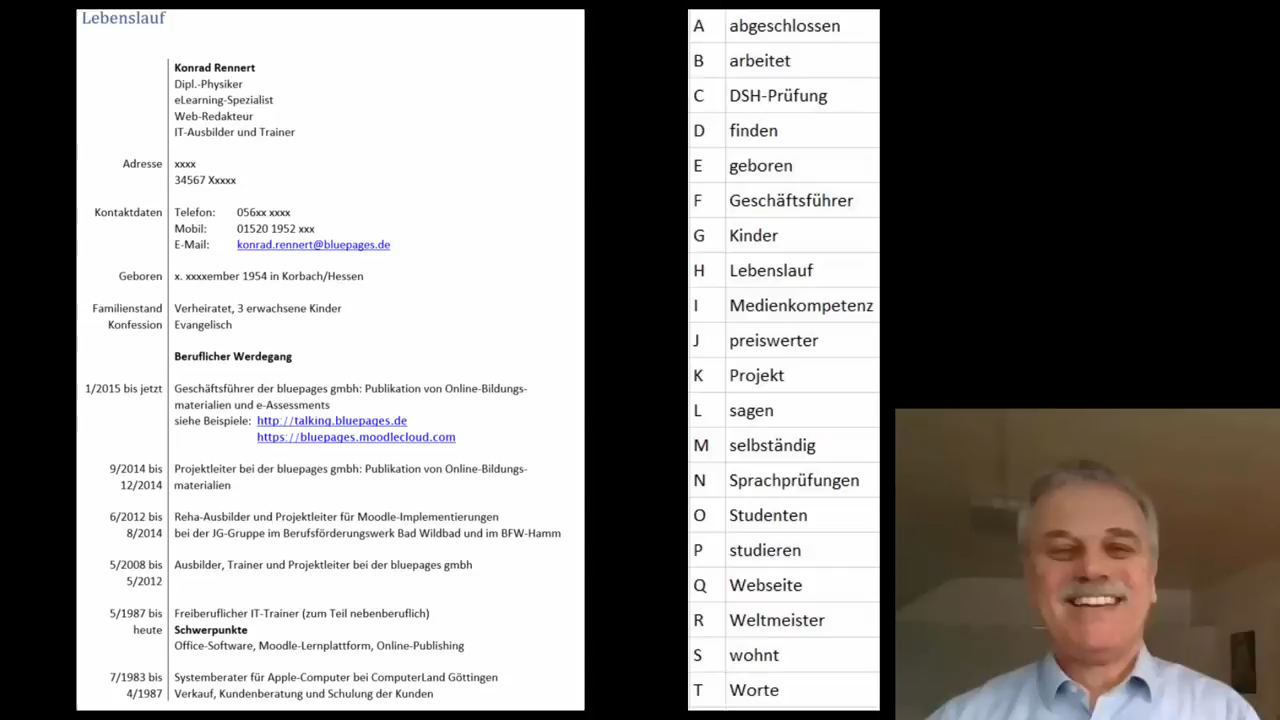 Lebenslauf
Konrad Rennert
Dipl.-Physiker
eLearning-Spezialist
Web-Redakteur
IT-Ausbilder und Trainer
Adresse xxxx
34567 Xxxxx
Kontaktdaten Telefon: 056xx xxxx
Mobil: 01520 1952 xxx
E-Mail: konrad.rennert@bluepages.de
Geboren x. xxxxember 1954 in Korbach/Hessen
Familienstand Verheiratet, 3 erwachsene Kinder
Konfession Evangelisch
Beruflicher Werdegang
1/2015 bis jetzt Geschäftsführer der bluepages gmbh: Publikation von Online-Bildungs-
materialien und e-Assessments
siehe Beispiele: http://talking.bluepages.de
https://bluepages.moodlecloud.com
9/2014 bis Projektleiter bei der bluepages gmbh: Publikation von Online-Bildungs-
12/2014 materialien
6/2012 bis Reha-Ausbilder und Projektleiter für Moodle-Implementierungen
8/2014 bei der JG-Gruppe im Berufsförderungswerk Bad Wildbad und im BFW-Hamm
5/2008 bis Ausbilder, Trainer und Projektleiter bei der bluepages gmbh
5/2012
5/1987 bis Freiberuflicher IT-Trainer (zum Teil nebenberuflich)
heute Schwerpunkte
Office-Software, Moodle-Lernplattform, Online-Publishing
7/1983 bis Systemberater für Apple-Computer bei ComputerLand Göttingen
4/1987 Verkauf, Kundenberatung und Schulung der Kunden
A abgeschlossen
B arbeitet
C DSH-Prüfung
D finden
E geboren
F Geschäftsführer
G Kinder
H Lebenslauf
I Medienkompetenz
J preiswerter
K Projekt
L sagen
M selbständig
N Sprachprüfungen
O Studenten
P studieren
Q Webseite
R Weltmeister
S wohnt
T Worte